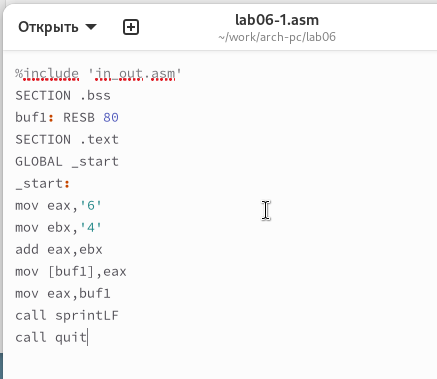 Открыть
lab06-1.asm
~/work/arch-pc/lab06
%include 'in_out.asm'
SECTION .bss
buf1: RESB 80
SECTION .text
GLOBAL _start
_start:
mov eax,'6'
mov ebx,'4'
add eax,ebx
mov [buf1],eax
mov eax,buf1
call sprintLF
call quit